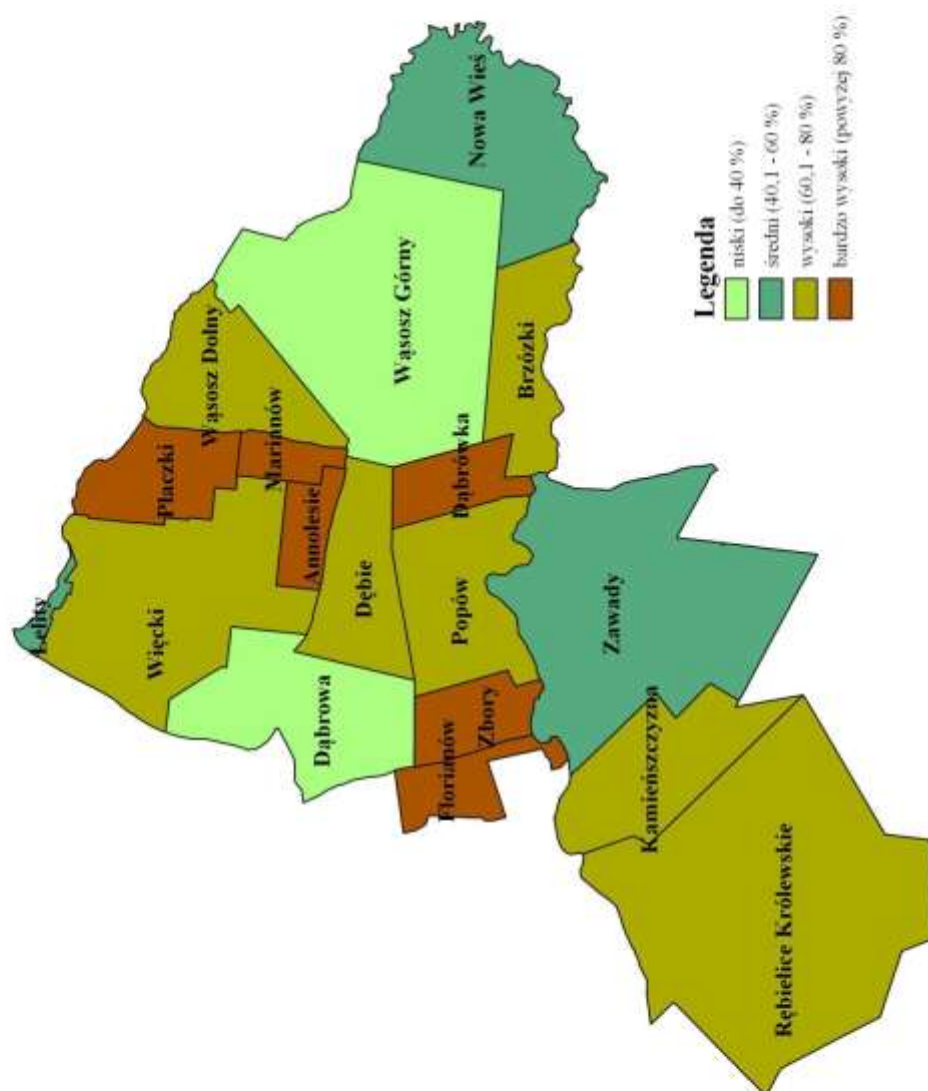 Lelity
Płaczki
Więcki
Wąsosz Dolny
Marianów
Annolesie
Nowa Wieś
Wąsosz Górny
Dąbrowa
Dębie
Dąbrówka
Brzózki
Popów
Zbory
Florianów
Zawady
Kamieńszczyzna
Rębielice Królewskie
Legenda
niski (do 40 %)
średni (40,1 - 60 %)
wysoki (60,1 - 80 %)
bardzo wysoki (powyżej 80 %)